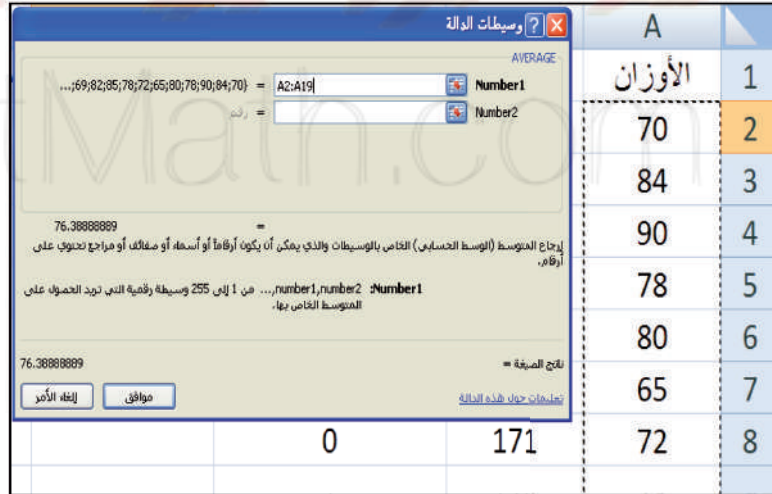 وسيطات الدالة
AVERAGE
Number1 A2:A19 = {70;84;90;78;80;65;72;78;85;82;69;...
Number2 = رقم
= 76.38888889
إرجاع المتوسط (الوسط الحسابي) الخاص بالوسيطات والذي يمكن أن يكون أرقاماً أو أسماء أو صفائف أو مراجع تحتوي على
أرقام.
Number1: number1,number2,... من 1 إلى 255 وسيطة رقمية التي تريد الحصول على
المتوسط الخاص بها.
ناتج الصيغة = 76.38888889
تعليمات حول هذه الدالة
موافق
إلغاء الأمر
A
1 الأوزان
2 70
3 84
4 90
5 78
6 80
7 65
8 72 171 0
tMath.com